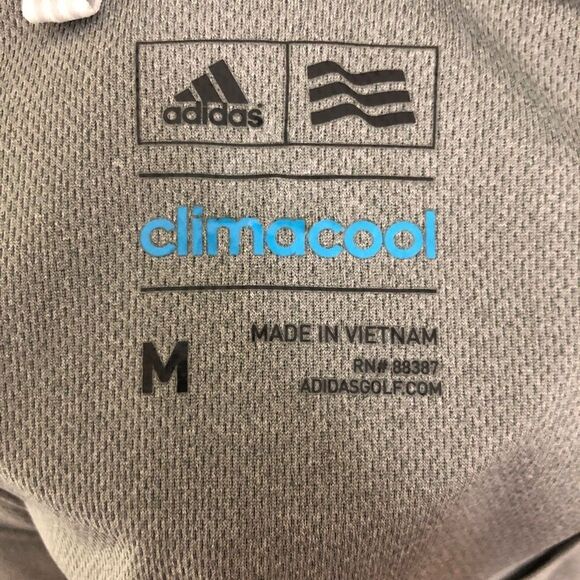 adidas
climacool
M
MADE IN VIETNAM
RN# 88387
ADIDASGOLF.COM